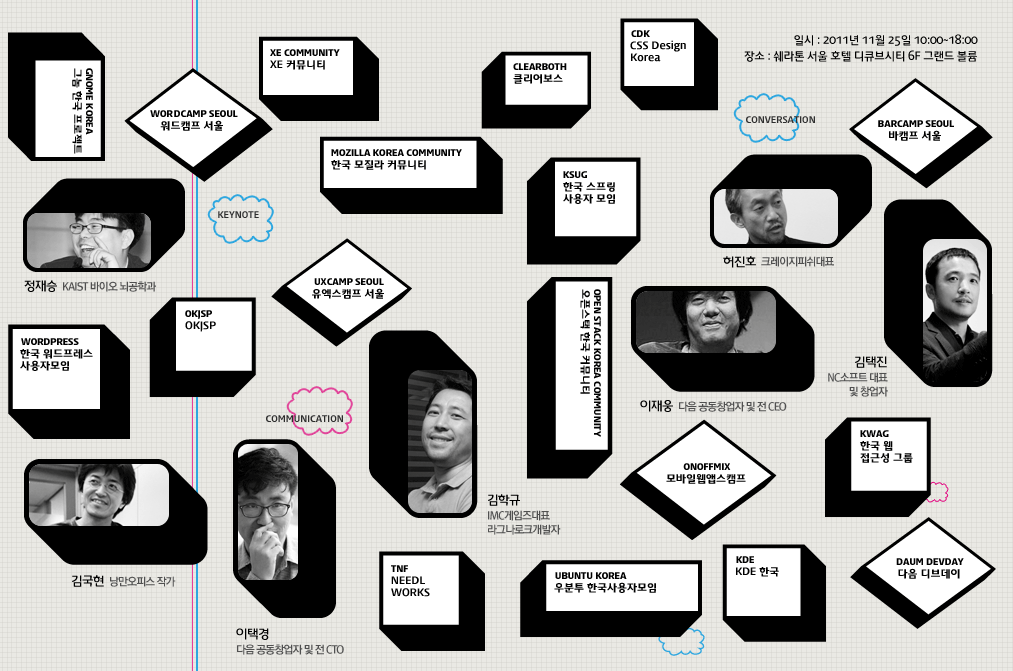 일시 : 2011년 11월 25일 10:00~18:00
장소 : 쉐라톤 서울 호텔 디큐브시티 6F 그랜드 볼륨
GNOME KOREA
그놈 한국 프로젝트
WORDCAMP SEOUL
워드캠프 서울
XE COMMUNITY
XE 커뮤니티
CLEARBOTH
클리어보스
CDK
CSS Design
Korea
CONVERSATION
BARCAMP SEOUL
바캠프 서울
MOZILLA KOREA COMMUNITY
한국 모질라 커뮤니티
KSUG
한국 스프링
사용자 모임
KEYNOTE
정재승 KAIST 바이오 뇌공학과
허진호 크레이지피쉬대표
UXCAMP SEOUL
유엑스캠프 서울
OKJSP
OKJSP
OPEN STACK KOREA COMMUNITY
오픈스택 한국 커뮤니티
WORDPRESS
한국 워드프레스
사용자모임
김택진
NC소프트 대표
및 창업자
이재웅 다음 공동창업자 및 전 CEO
COMMUNICATION
KWAG
한국 웹
접근성 그룹
ONOFFMIX
모바일웹앱스캠프
김학규
IMC게임즈대표
라그나로크개발자
김국현 낭만오피스 작가
TNF
NEEDL
WORKS
UBUNTU KOREA
우분투 한국사용자모임
KDE
KDE 한국
DAUM DEVDAY
다음 디브데이
이택경
다음 공동창업자 및 전 CTO